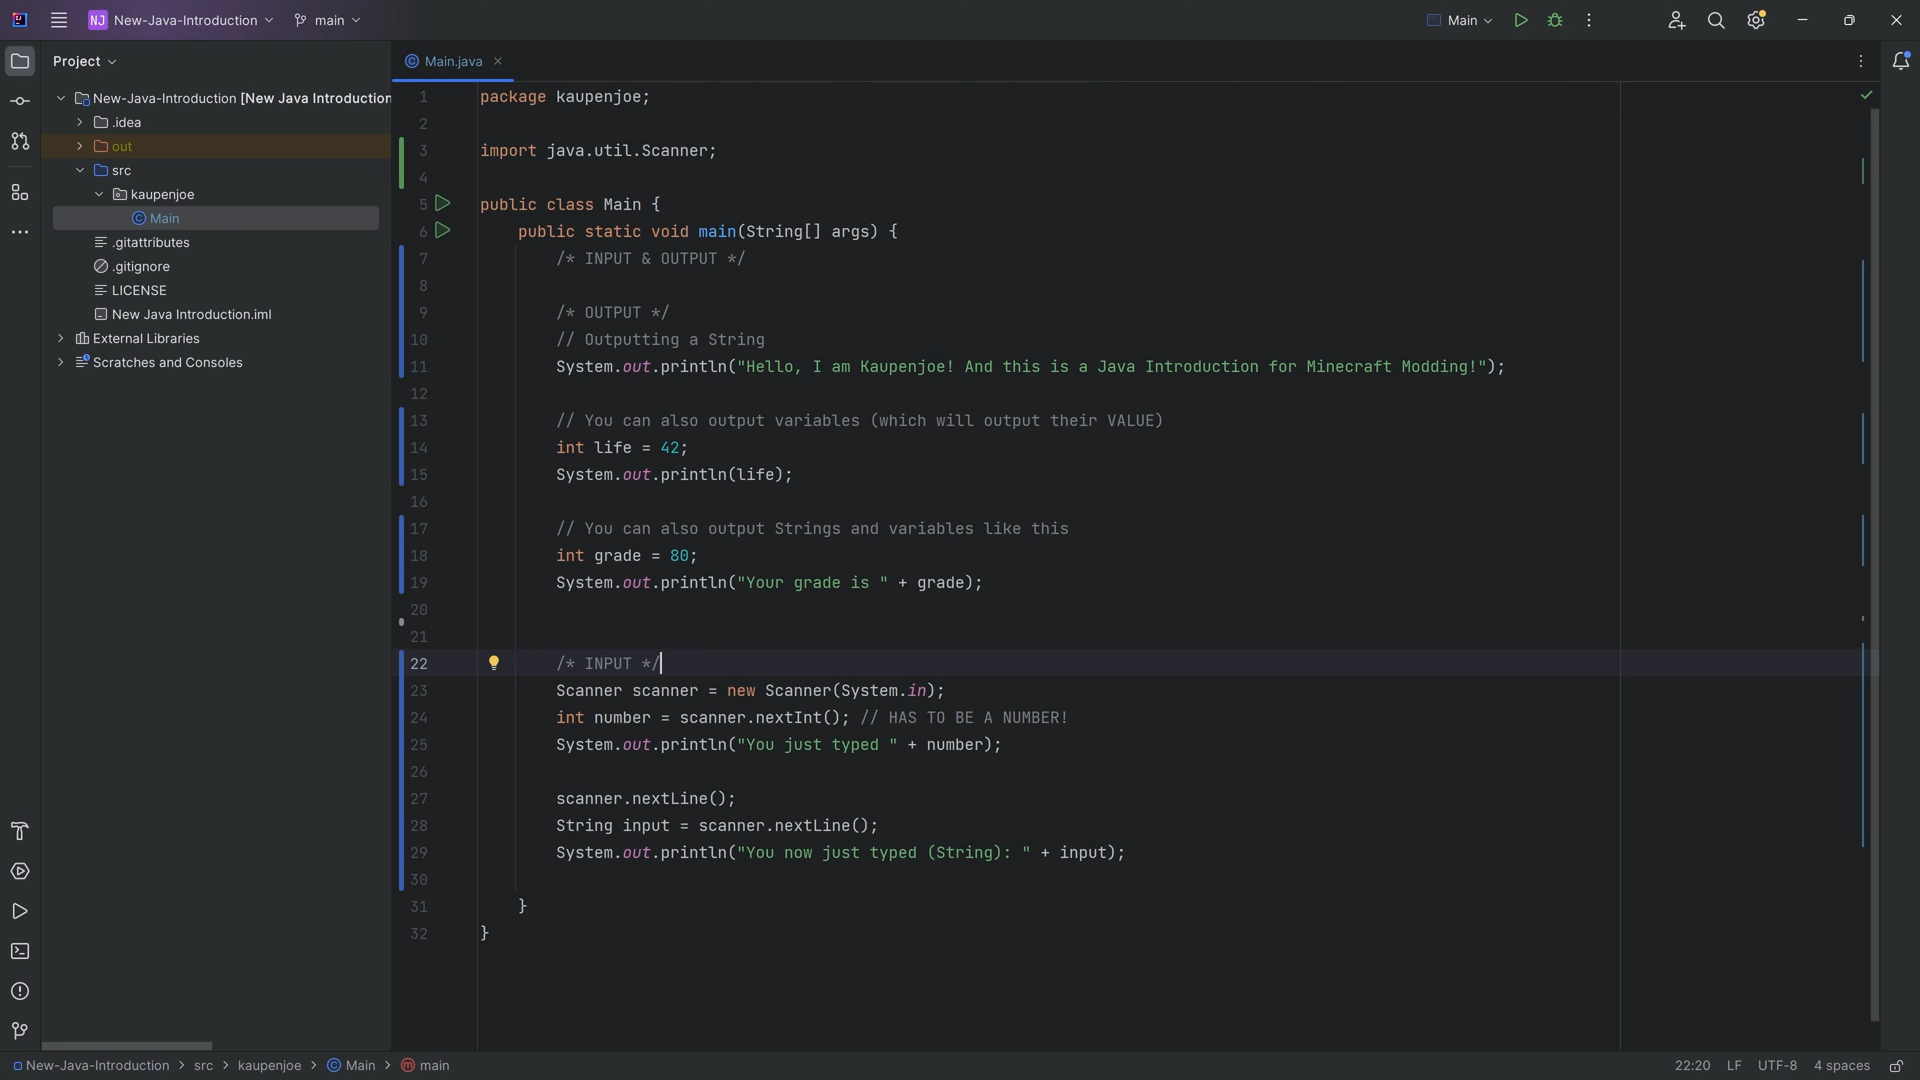 NJ New-Java-Introduction main Main
Project
Main.java
New-Java-Introduction [New Java Introduction
.idea
out
src
kaupenjoe
Main
.gitattributes
.gitignore
LICENSE
New Java Introduction.iml
External Libraries
Scratches and Consoles
1 package kaupenjoe;
2
3 import java.util.Scanner;
4
5 public class Main {
6 public static void main(String[] args) {
7 /* INPUT & OUTPUT */
8
9 /* OUTPUT */
10 // Outputting a String
11 System.out.println("Hello, I am Kaupenjoe! And this is a Java Introduction for Minecraft Modding!");
12
13 // You can also output variables (which will output their VALUE)
14 int life = 42;
15 System.out.println(life);
16
17 // You can also output Strings and variables like this
18 int grade = 80;
19 System.out.println("Your grade is " + grade);
20
21
22 /* INPUT */
23 Scanner scanner = new Scanner(System.in);
24 int number = scanner.nextInt(); // HAS TO BE A NUMBER!
25 System.out.println("You just typed " + number);
26
27 scanner.nextLine();
28 String input = scanner.nextLine();
29 System.out.println("You now just typed (String): " + input);
30
31 }
32 }
New-Java-Introduction > src > kaupenjoe > Main > main 22:20 LF UTF-8 4 spaces